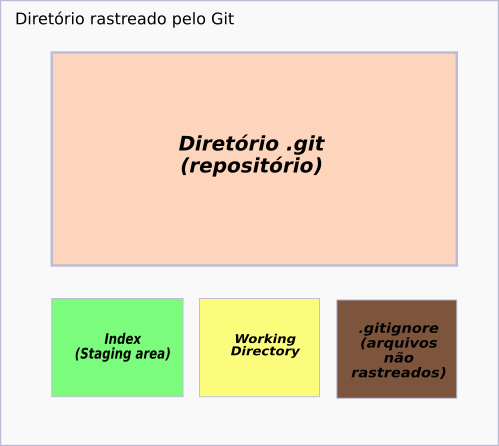 Diretório rastreado pelo Git
Diretório .git
(repositório)
Index
(Staging area)
Working
Directory
.gitignore
(arquivos
não
rastreados)